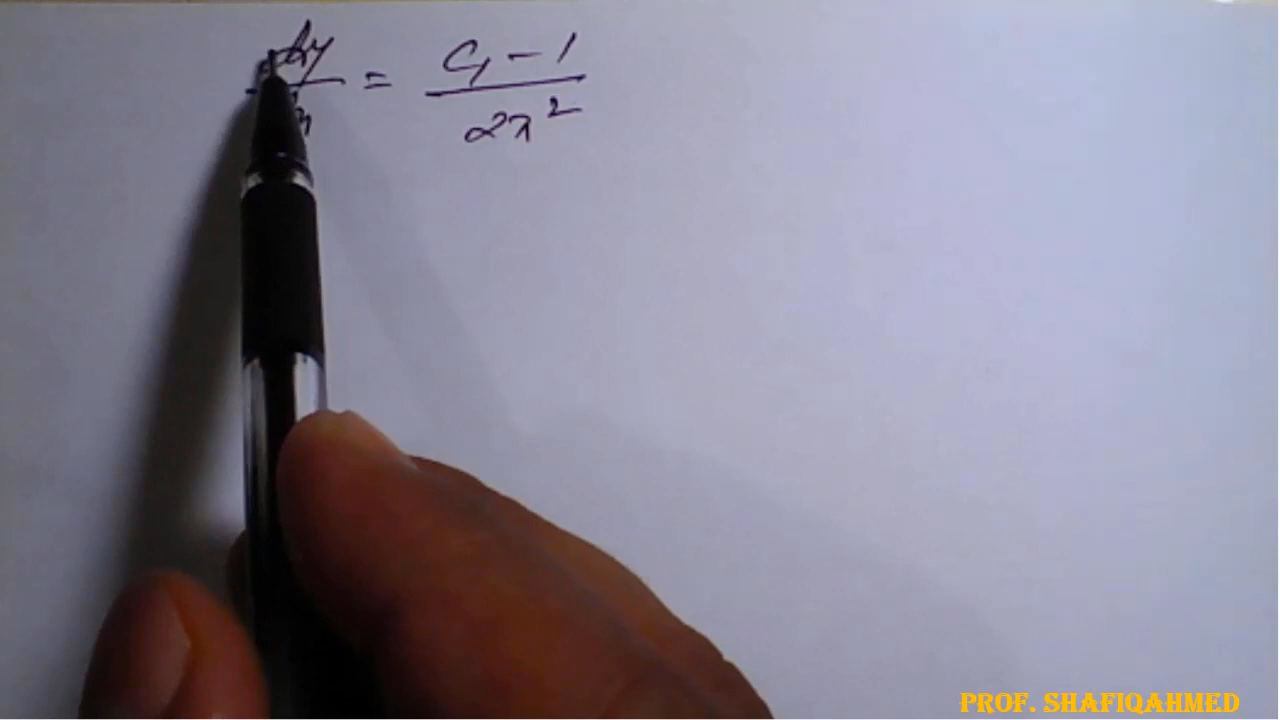 dy/dx = C₁ - 1 / 2x²
PROF. SHAFIQAHMED